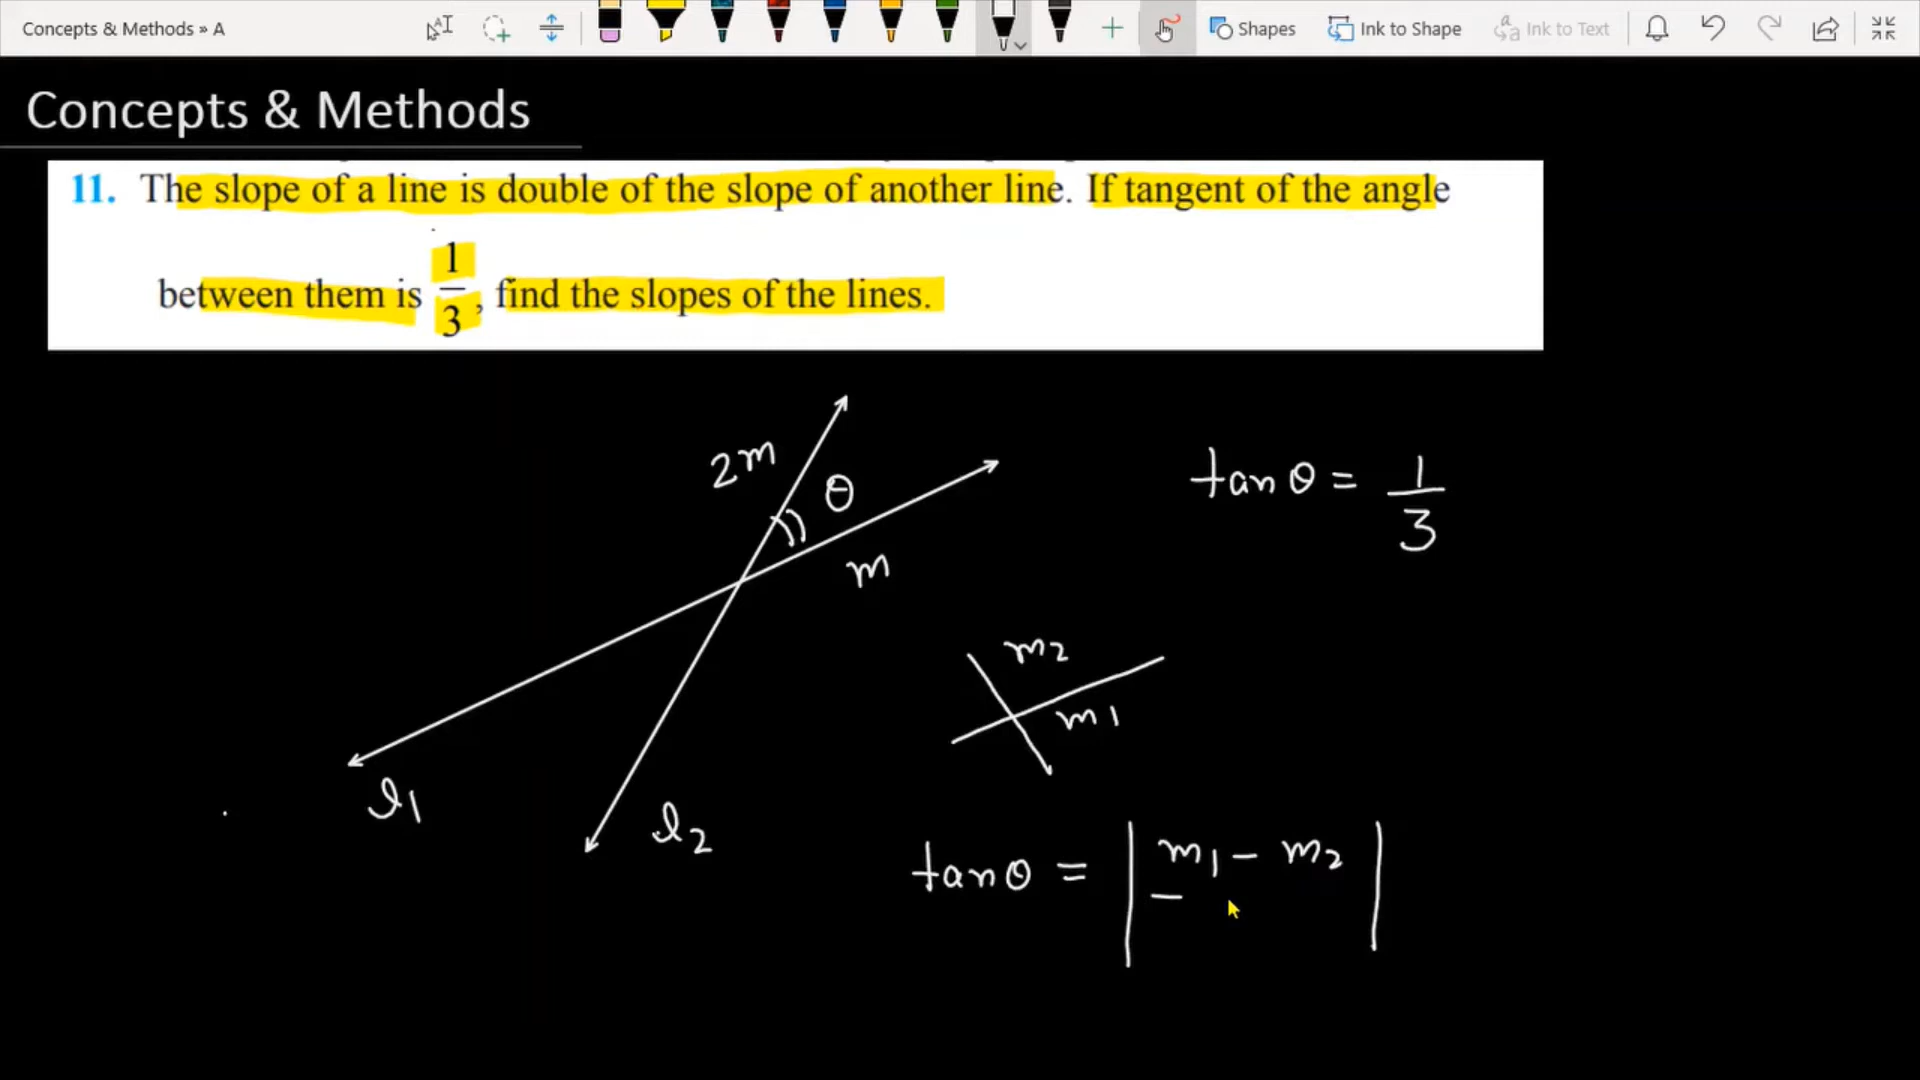 Concepts & Methods » A
Shapes
Ink to Shape
Ink to Text
Concepts & Methods
11. The slope of a line is double of the slope of another line. If tangent of the angle
between them is 1/3, find the slopes of the lines.
2m
θ
m
l1
l2
tan θ = 1/3
m2
m1
tan θ = | m1 - m2 |